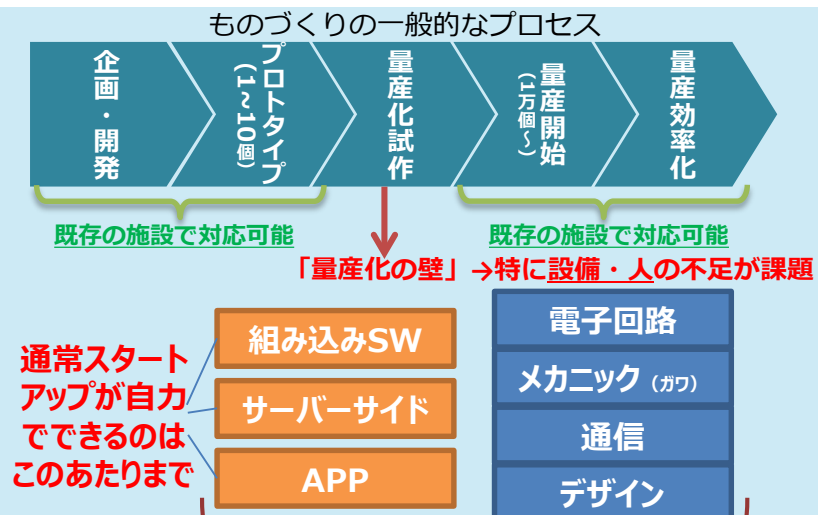 ものづくりの一般的なプロセス
企画・開発
プロトタイプ
(1~10個)
量産化試作
量産開始
(1万個~)
量産効率化
既存の施設で対応可能
既存の施設で対応可能
「量産化の壁」→特に設備・人の不足が課題
通常スタート
アップが自力
でできるのは
このあたりまで
組み込みSW
サーバーサイド
APP
電子回路
メカニック（ガワ）
通信
デザイン